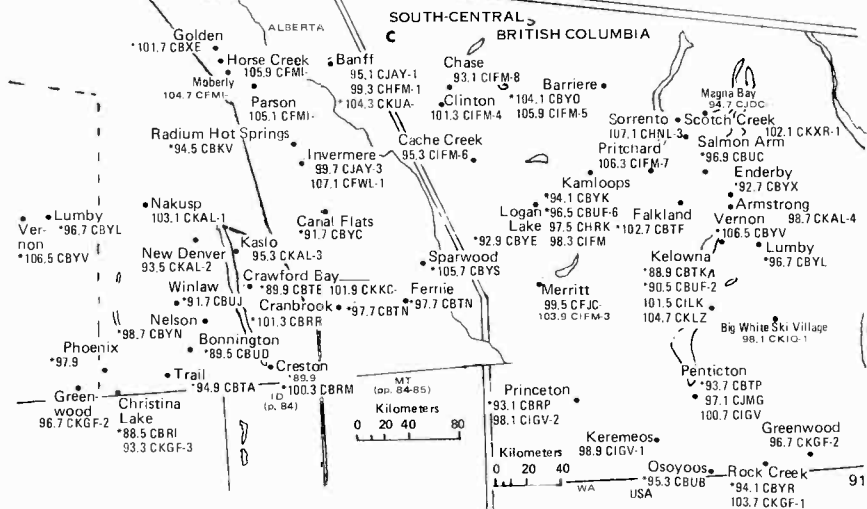 SOUTH-CENTRAL
BRITISH COLUMBIA
C
ALBERTA
Golden
*101.7 CBXE
Horse Creek
105.9 CFMI-
Moberly
104.7 CFMI-
Parson
105.1 CFMI-
Banff
95.1 CJAY-1
99.3 CHFM-1
*104.3 CKUA-
Radium Hot Springs
*94.5 CBKV
Invermere
99.7 CJAY-3
107.1 CFWL-1
Nakusp
103.1 CKAL-1
Lumby
*96.7 CBYL
Ver-
non
*106.5 CBYV
Canal Flats
*91.7 CBYC
New Denver
93.5 CKAL-2
Kaslo
95.3 CKAL-3
Crawford Bay
*89.9 CBTE 101.9 CKKC-
Winlaw
*91.7 CBUJ
Cranbrook
*101.3 CBRR
Sparwood
*105.7 CBYS
Fernie
*97.7 CBTN
*97.7 CBTN
Nelson
*98.7 CBYN
Bonnington
*89.5 CBUD
Phoenix
*97.9
Trail
*94.9 CBTA
Creston
*89.9
*100.3 CBRM
Green-
wood
96.7 CKGF-2
Christina
Lake
*88.5 CBRI
93.3 CKGF-3
ID
(p. 84)
MT
(pp. 84-85)
Kilometers
0 40 80
Chase
93.1 CIFM-8
Clinton
101.3 CIFM-4
Barriere
*104.1 CBYO
105.9 CIFM-5
Cache Creek
95.3 CIFM-6
Magna Bay
94.7 CJDC-
Scotch Creek
102.1 CKXR-1
Sorrento
107.1 CHNL-3
Pritchard
106.3 CIFM-7
Salmon Arm
*96.9 CBUC
Enderby
*92.7 CBYX
Kamloops
*94.1 CBYK
*96.5 CBUF-6
97.5 CHRK
98.3 CIFM
Logan
Lake
*92.9 CBYE
Falkland
*102.7 CBTF
Armstrong
98.7 CKAL-4
Vernon
*106.5 CBYV
Lumby
*96.7 CBYL
Kelowna
*88.9 CBTK
*90.5 CBUF-2
101.5 CILK
104.7 CKLZ
Merritt
99.5 CFJC-
103.9 CIFM-3
Big White Ski Village
98.1 CKIQ-1
Penticton
*93.7 CBTP
97.1 CJMG
100.7 CIGV
Princeton
*93.1 CBRP
98.1 CIGV-2
Keremeos
98.9 CIGV-1
Greenwood
96.7 CKGF-2
Osoyoos
*95.3 CBUB
Rock Creek
*94.1 CBYR
103.7 CKGF-1
Kilometers
0 20 40
WA
USA
91